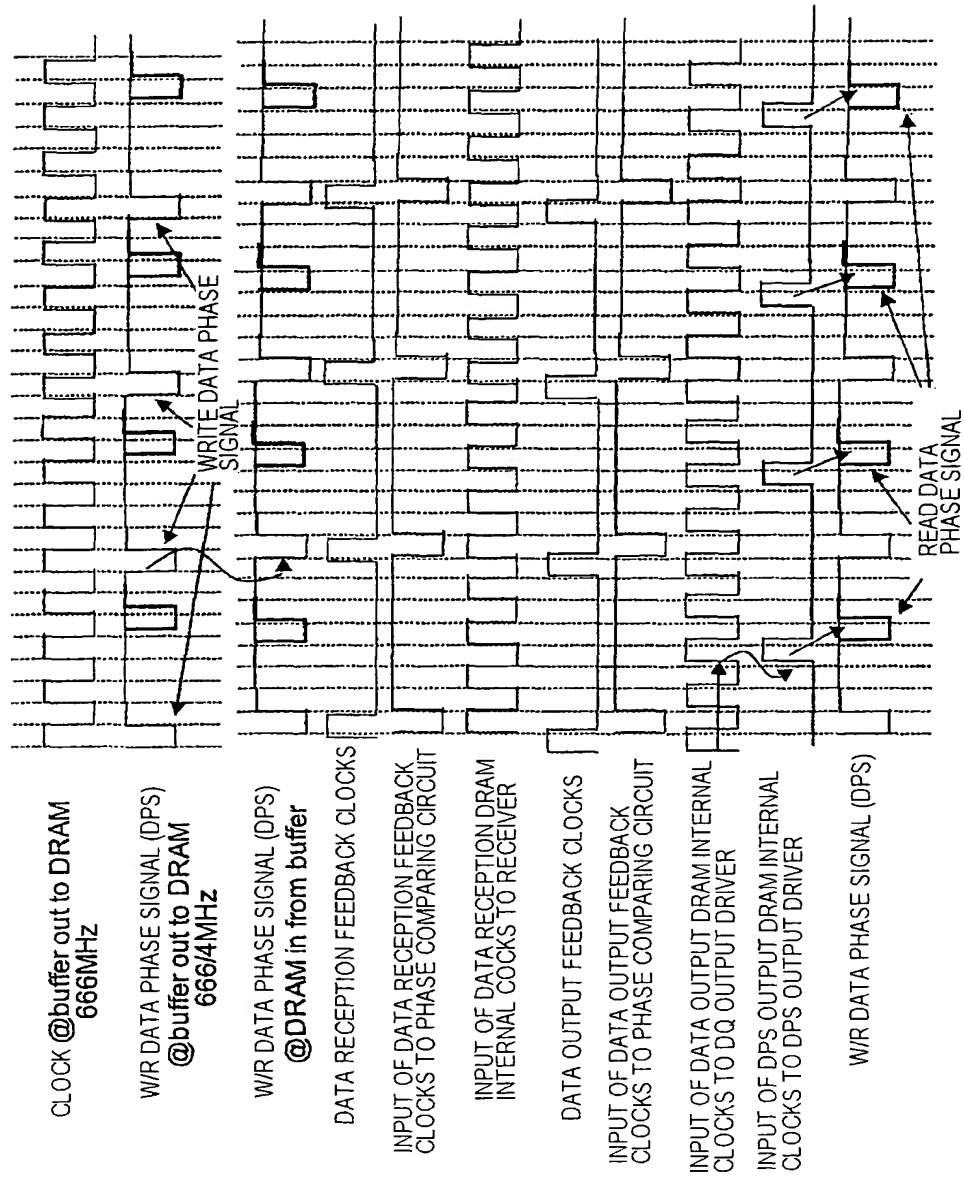 CLOCK @buffer out to DRAM
666MHz
W/R DATA PHASE SIGNAL (DPS)
@buffer out to DRAM
666/4MHz
WRITE DATA PHASE
SIGNAL
W/R DATA PHASE SIGNAL (DPS)
@DRAM in from buffer
DATA RECEPTION FEEDBACK CLOCKS
INPUT OF DATA RECEPTION FEEDBACK
CLOCKS TO PHASE COMPARING CIRCUIT
INPUT OF DATA RECEPTION DRAM
INTERNAL COCKS TO RECEIVER
DATA OUTPUT FEEDBACK CLOCKS
INPUT OF DATA OUTPUT FEEDBACK
CLOCKS TO PHASE COMPARING CIRCUIT
INPUT OF DATA OUTPUT DRAM INTERNAL
CLOCKS TO DQ OUTPUT DRIVER
INPUT OF DPS OUTPUT DRAM INTERNAL
CLOCKS TO DPS OUTPUT DRIVER
W/R DATA PHASE SIGNAL (DPS)
READ DATA
PHASE SIGNAL